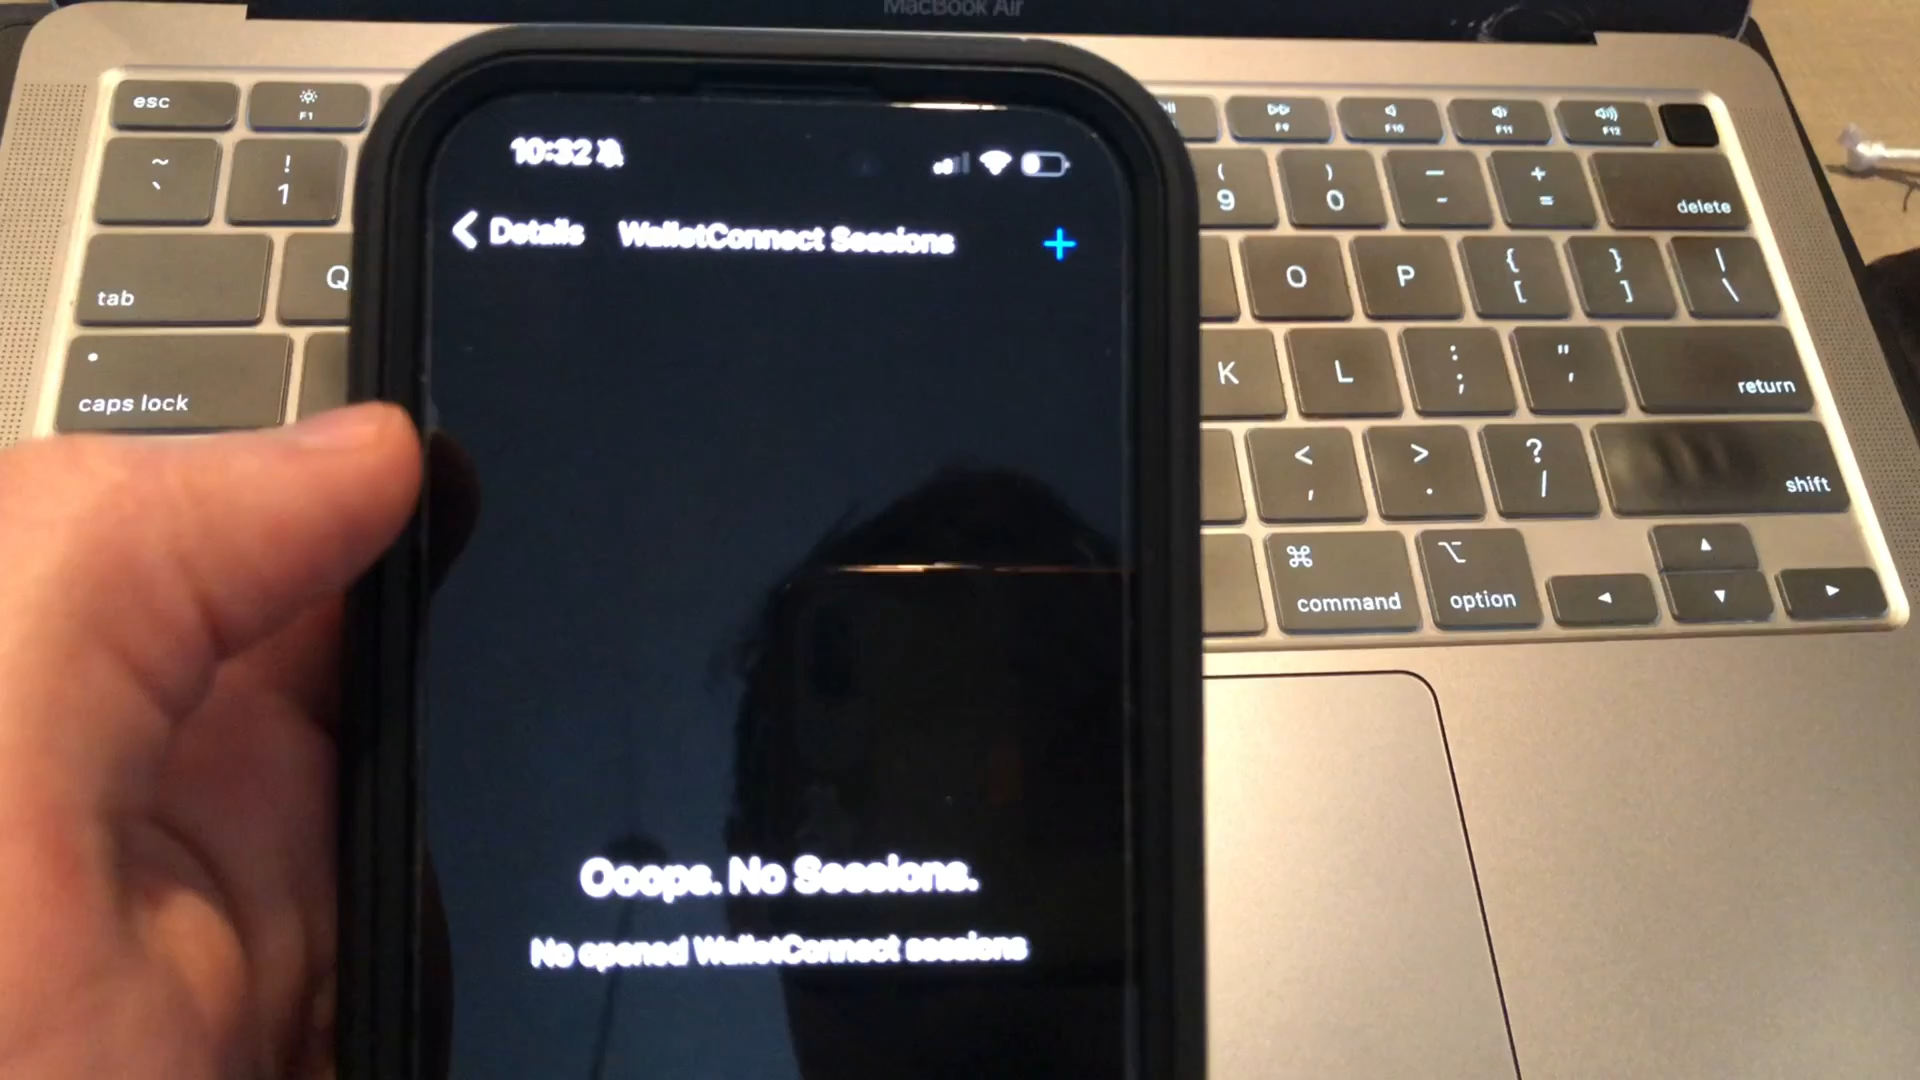 MacBook Air
esc
F1
F9
F10
F11
F12
10:32
Details
WalletConnect Sessions
+
~
`
!
1
(
9
)
0
—
-
+
=
delete
tab
Q
O
P
{
[
}
]
|
\
caps lock
K
L
:
;
"
'
return
<
,
>
.
?
/
shift
⌘
command
⌥
option
Ooops. No Sessions.
No opened WalletConnect sessions